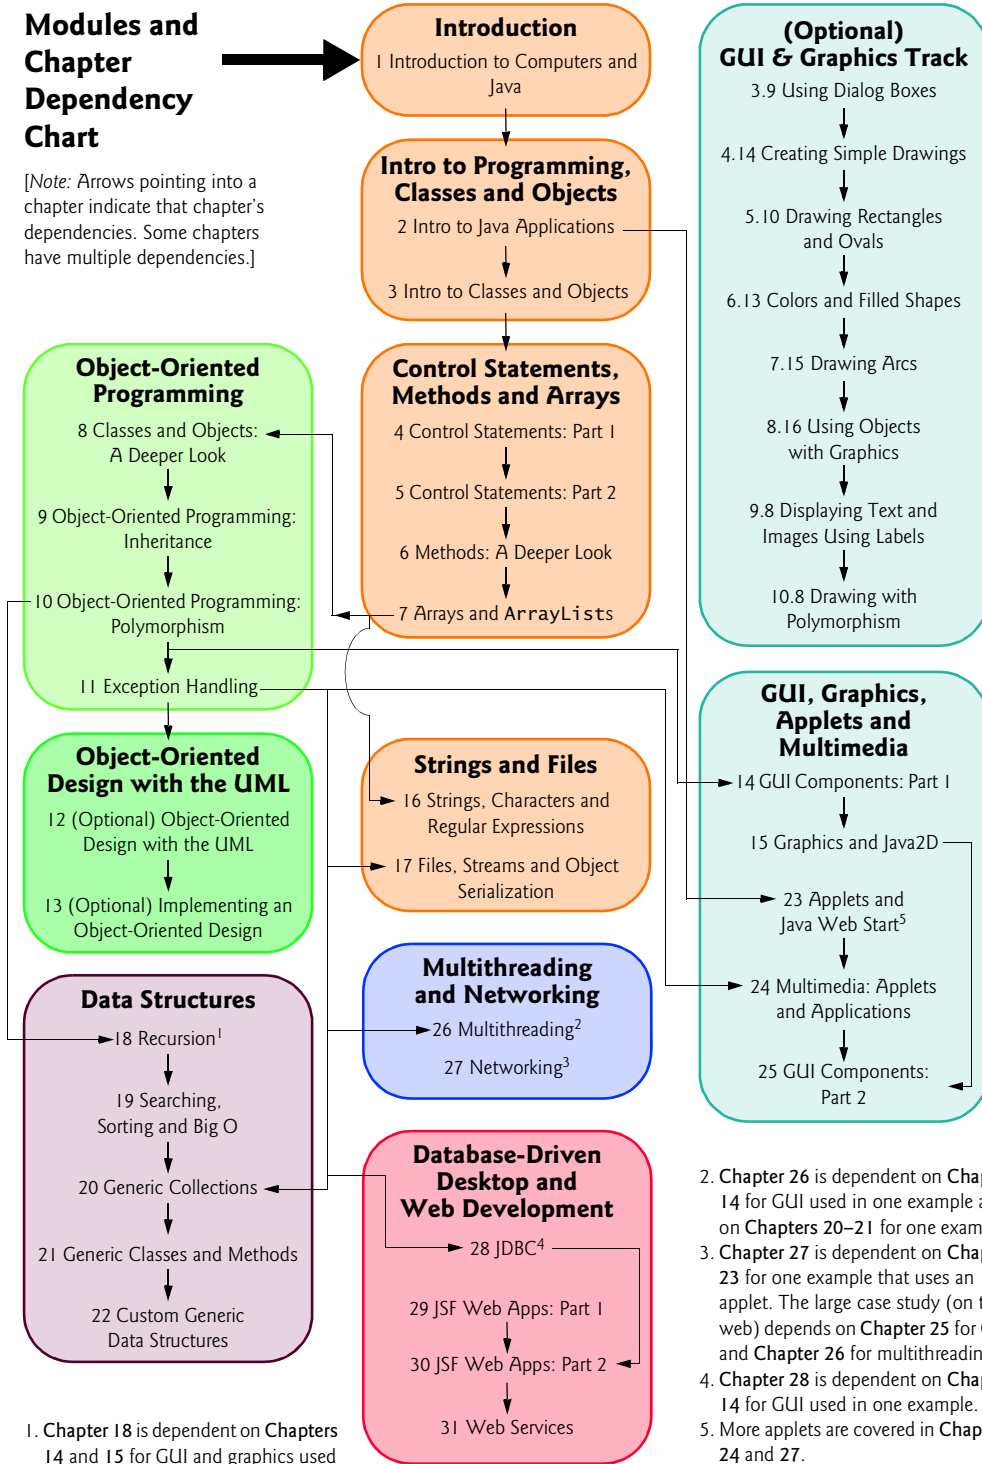 Modules and
Chapter
Dependency
Chart
[Note: Arrows pointing into a
chapter indicate that chapter's
dependencies. Some chapters
have multiple dependencies.]
Introduction
1 Introduction to Computers and
Java
Intro to Programming,
Classes and Objects
2 Intro to Java Applications
3 Intro to Classes and Objects
Control Statements,
Methods and Arrays
4 Control Statements: Part 1
5 Control Statements: Part 2
6 Methods: A Deeper Look
7 Arrays and ArrayLists
(Optional)
GUI & Graphics Track
3.9 Using Dialog Boxes
4.14 Creating Simple Drawings
5.10 Drawing Rectangles
and Ovals
6.13 Colors and Filled Shapes
7.15 Drawing Arcs
8.16 Using Objects
with Graphics
9.8 Displaying Text and
Images Using Labels
10.8 Drawing with
Polymorphism
Object-Oriented
Programming
8 Classes and Objects:
A Deeper Look
9 Object-Oriented Programming:
Inheritance
10 Object-Oriented Programming:
Polymorphism
11 Exception Handling
Object-Oriented
Design with the UML
12 (Optional) Object-Oriented
Design with the UML
13 (Optional) Implementing an
Object-Oriented Design
Strings and Files
16 Strings, Characters and
Regular Expressions
17 Files, Streams and Object
Serialization
GUI, Graphics,
Applets and
Multimedia
14 GUI Components: Part 1
15 Graphics and Java2D
23 Applets and
Java Web Start5
24 Multimedia: Applets
and Applications
25 GUI Components:
Part 2
Data Structures
18 Recursion1
19 Searching,
Sorting and Big O
20 Generic Collections
21 Generic Classes and Methods
22 Custom Generic
Data Structures
Multithreading
and Networking
26 Multithreading2
27 Networking3
Database-Driven
Desktop and
Web Development
28 JDBC4
29 JSF Web Apps: Part 1
30 JSF Web Apps: Part 2
31 Web Services
1. Chapter 18 is dependent on Chapters
14 and 15 for GUI and graphics used
2. Chapter 26 is dependent on
14 for GUI used in one example
on Chapters 20–21 for one
3. Chapter 27 is dependent on
23 for one example that uses an
applet. The large case study (on
web) depends on Chapter 25 for
and Chapter 26 for
4. Chapter 28 is dependent on
14 for GUI used in one example.
5. More applets are covered in
24 and 27.